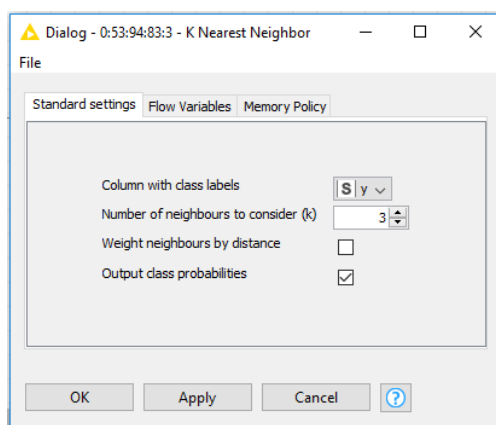 Dialog - 0:53:94:83:3 - K Nearest Neighbor
File
Standard settings Flow Variables Memory Policy
Column with class labels S y
Number of neighbours to consider (k) 3
Weight neighbours by distance
Output class probabilities
OK Apply Cancel ?